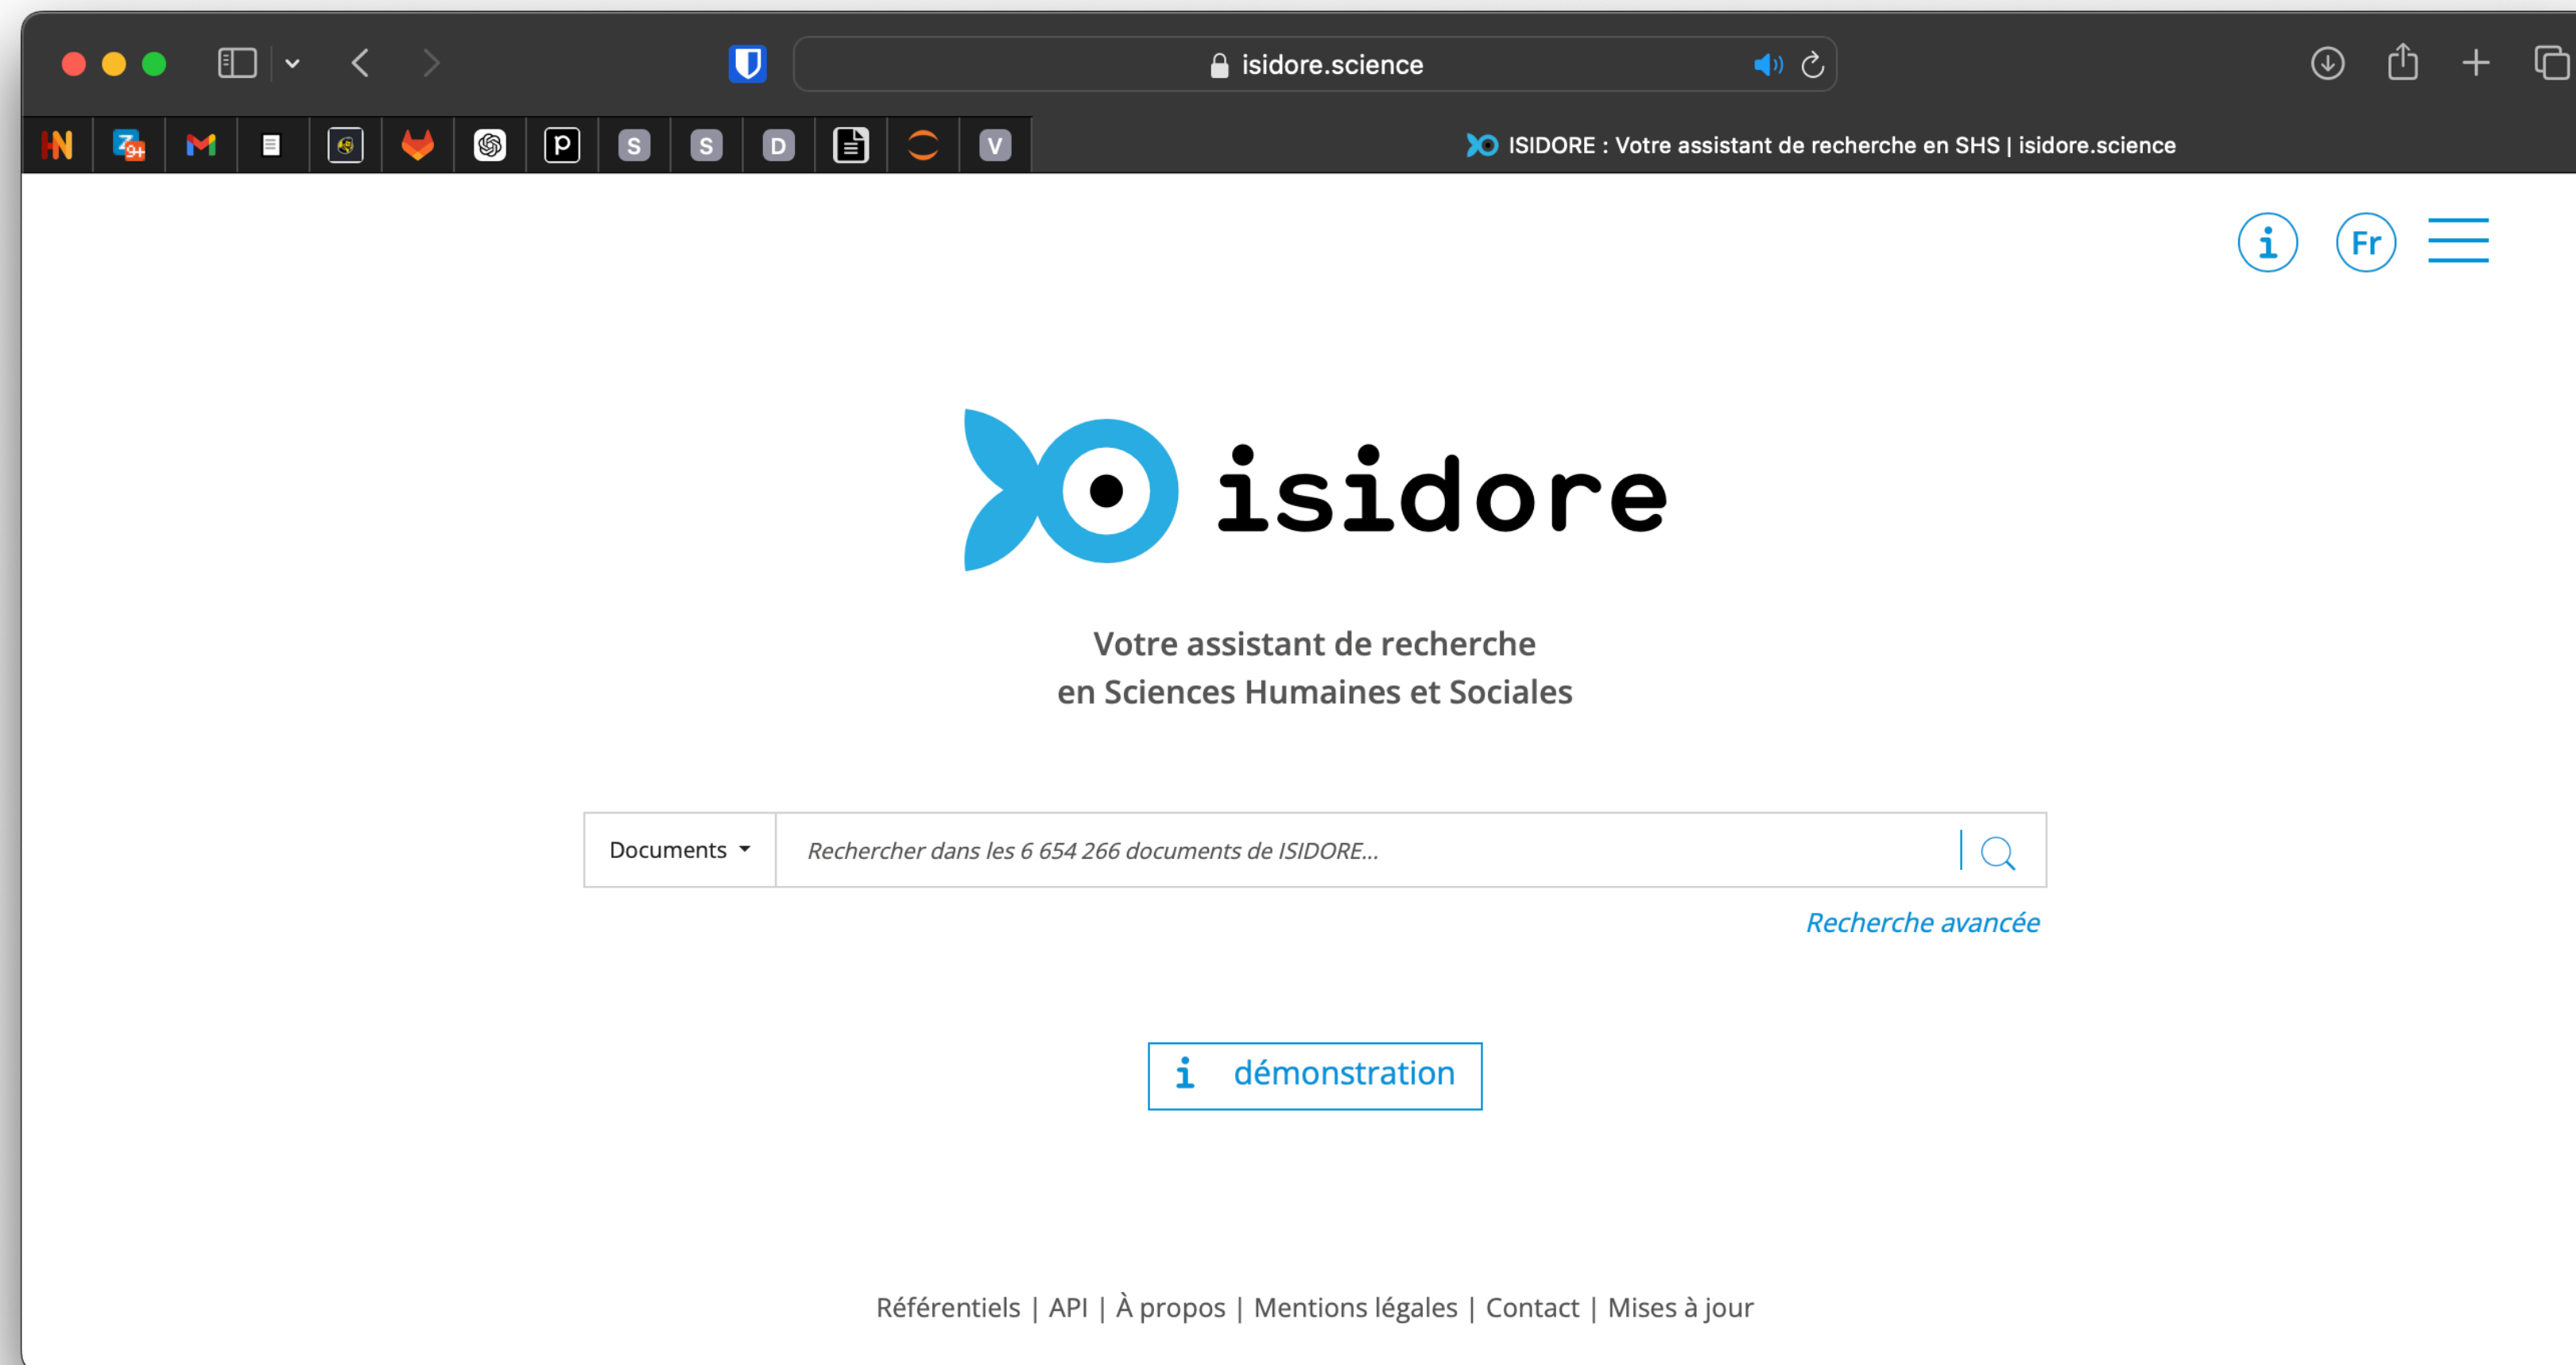 isidore.science
Z 9+
p
S
S
D
V
ISIDORE : Votre assistant de recherche en SHS | isidore.science
i
Fr
isidore
Votre assistant de recherche
en Sciences Humaines et Sociales
Documents
Rechercher dans les 6 654 266 documents de ISIDORE...
Recherche avancée
i démonstration
Référentiels | API | À propos | Mentions légales | Contact | Mises à jour